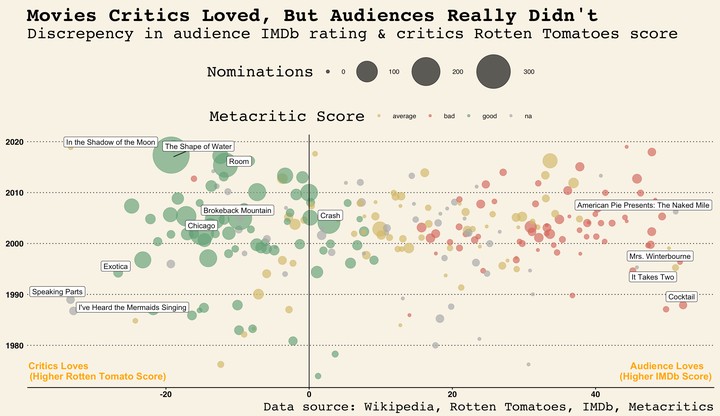 Movies Critics Loved, But Audiences Really Didn't
Discrepency in audience IMDb rating & critics Rotten Tomatoes score
Nominations 0 100 200 300
Metacritic Score average bad good na
2020
In the Shadow of the Moon
The Shape of Water
Room
2010
American Pie Presents: The Naked Mile
Brokeback Mountain
Crash
Chicago
2000
Mrs. Winterbourne
Exotica
It Takes Two
Speaking Parts
1990
Cocktail
I've Heard the Mermaids Singing
1980
Critics Loves
(Higher Rotten Tomato Score)
Audience Loves
(Higher IMDb Score)
-20 0 20 40
Data source: Wikipedia, Rotten Tomatoes, IMDb, Metacritics